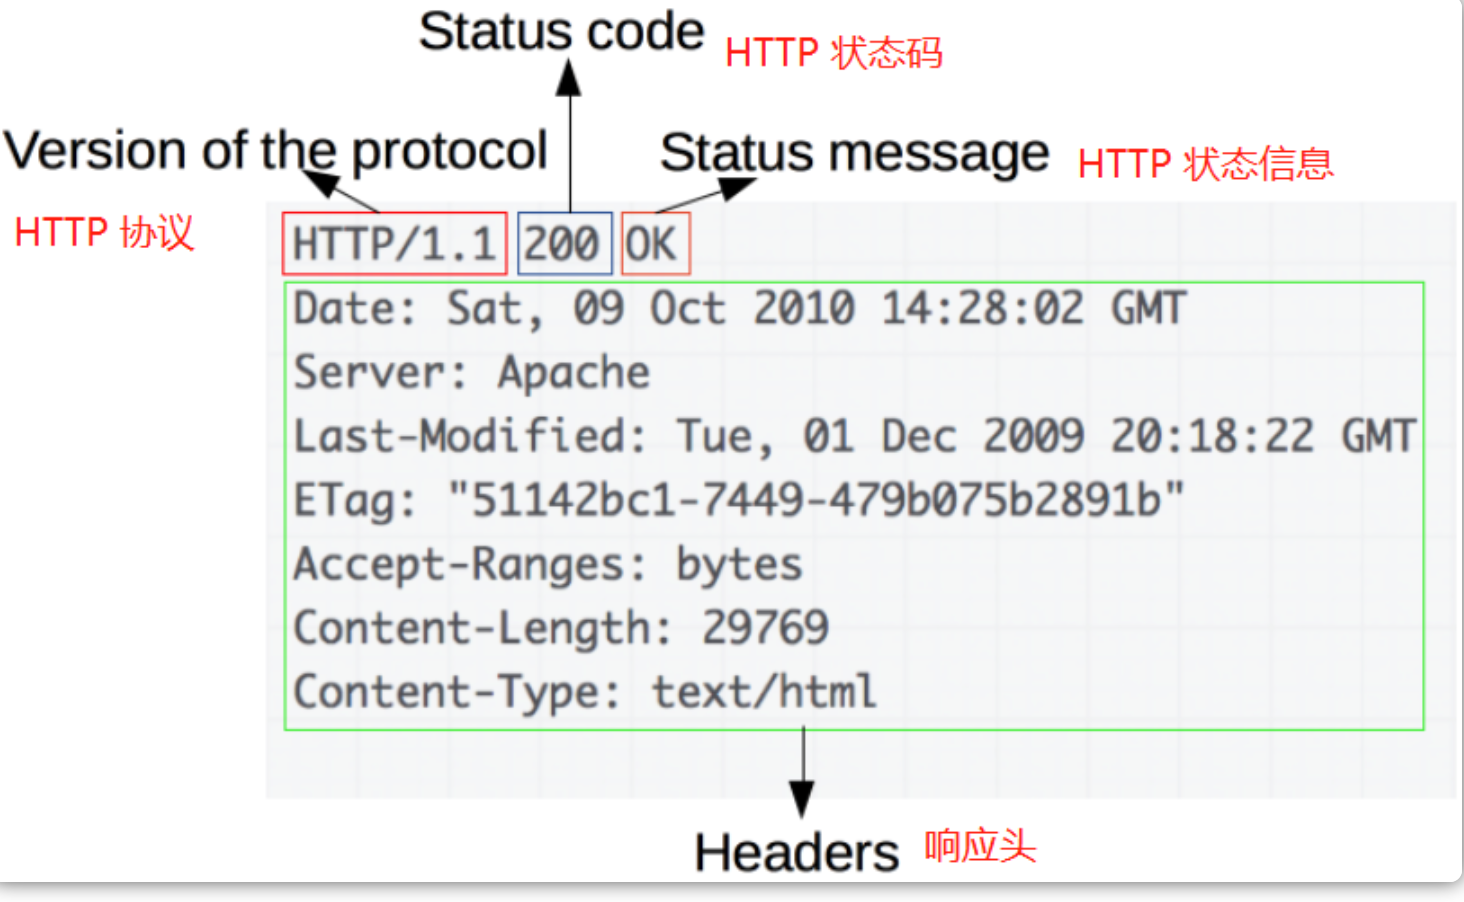 Status code HTTP 状态码
Version of the protocol
Status message HTTP 状态信息
HTTP 协议
HTTP/1.1 200 OK
Date: Sat, 09 Oct 2010 14:28:02 GMT
Server: Apache
Last-Modified: Tue, 01 Dec 2009 20:18:22 GMT
ETag: "51142bc1-7449-479b075b2891b"
Accept-Ranges: bytes
Content-Length: 29769
Content-Type: text/html
Headers 响应头